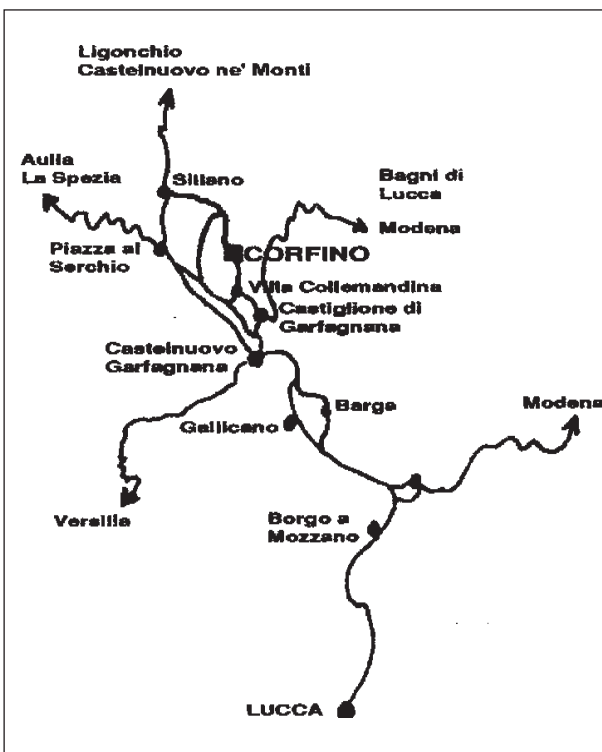 Ligonchio
Castelnuovo ne' Monti
Aulla
La Spezia
Sillano
Bagni di
Lucca
Modena
Piazza al
Serchio
CORFINO
Villa Collemandina
Castiglione di
Garfagnana
Castelnuovo
Garfagnana
Barga
Modena
Gallicano
Versilia
Borgo a
Mozzano
LUCCA